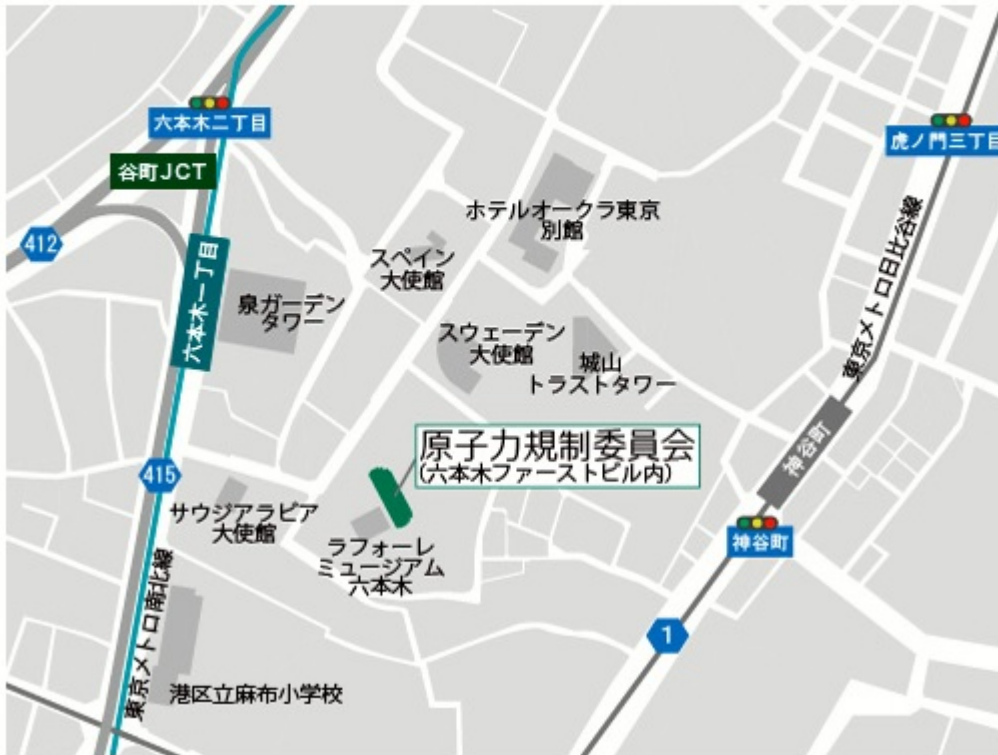 六本木二丁目
虎ノ門三丁目
谷町JCT
412
六本木一丁目
ホテルオークラ東京
別館
スペイン
大使館
東京メトロ日比谷線
泉ガーデン
タワー
スウェーデン
大使館
城山
トラストタワー
原子力規制委員会
(六本木ファーストビル内)
神谷町
415
サウジアラビア
大使館
ラフォーレ
ミュージアム
六本木
神谷町
1
東京メトロ南北線
港区立麻布小学校